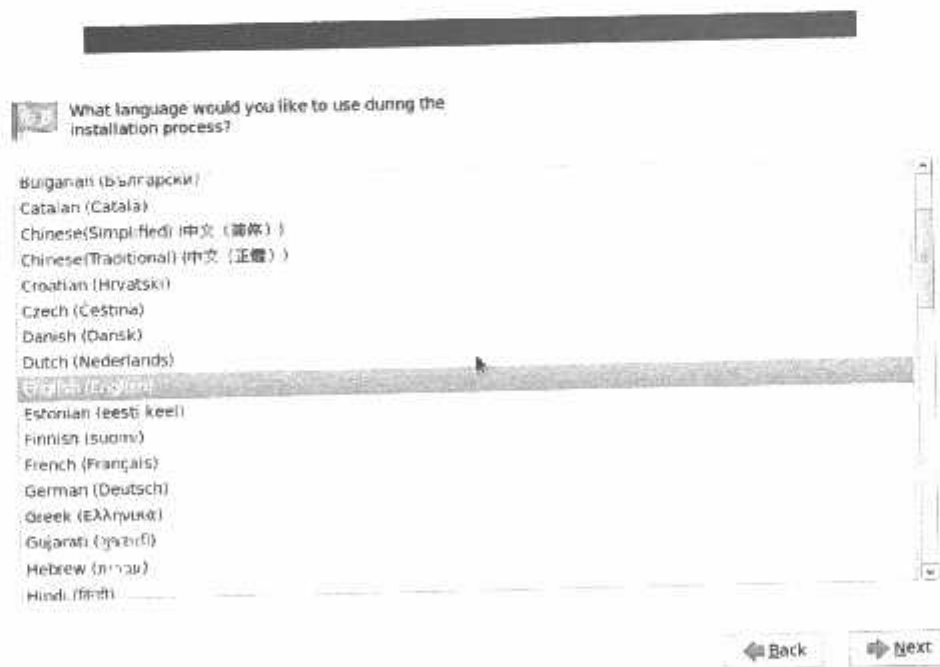 What language would you like to use during the
installation process?
Bulgarian (Български)
Catalan (Català)
Chinese(Simplified) (中文（简体）)
Chinese(Traditional) (中文（正體）)
Croatian (Hrvatski)
Czech (Čeština)
Danish (Dansk)
Dutch (Nederlands)
English (English)
Estonian (eesti keel)
Finnish (suomi)
French (Français)
German (Deutsch)
Greek (Ελληνικά)
Gujarati (ગુજરાતી)
Hebrew (עברית)
Hindi (हिंदी)
Back
Next